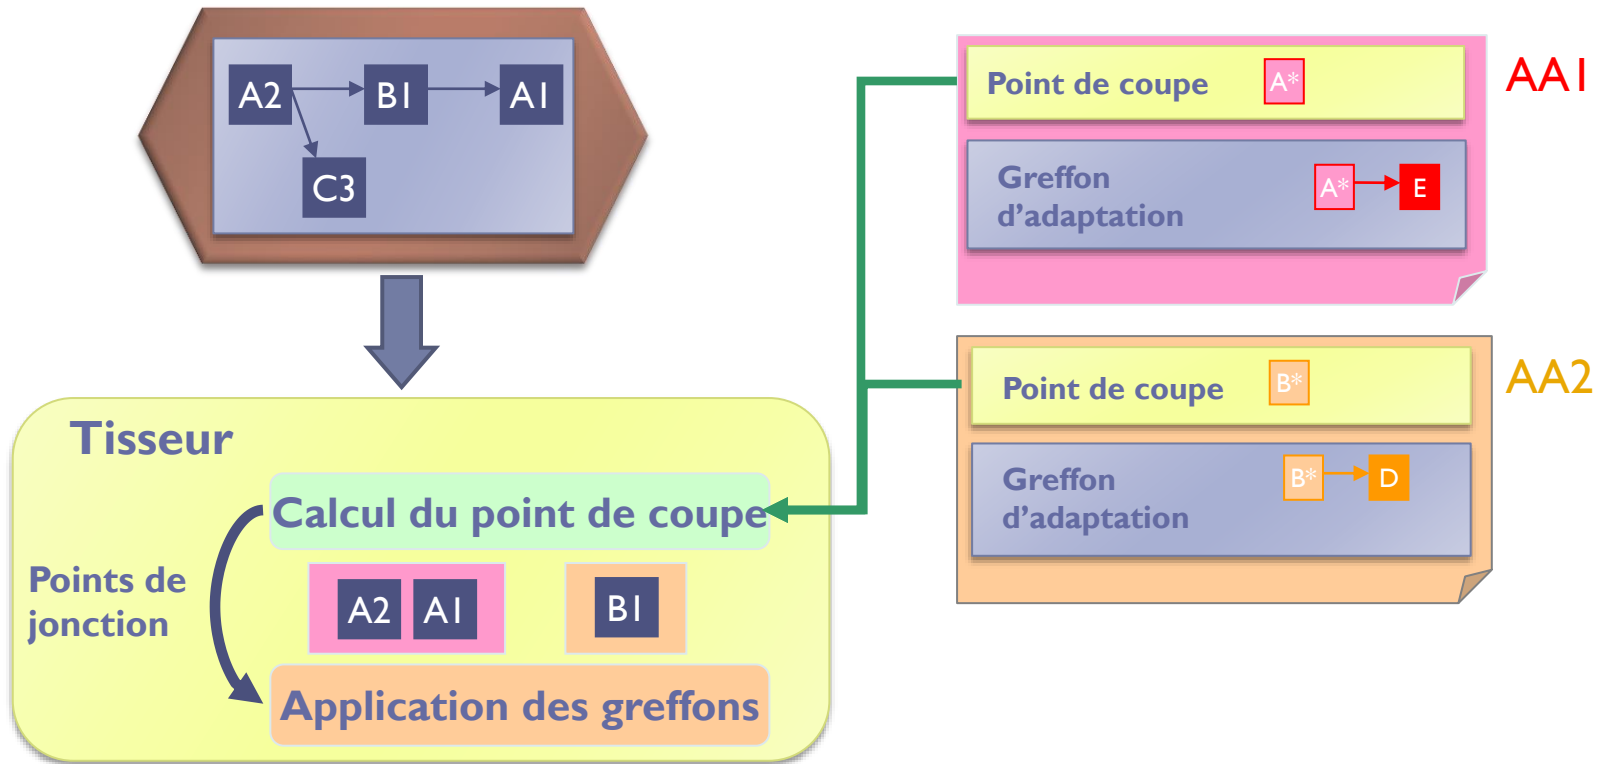 A2
B1
A1
C3
Tisseur
Calcul du point de coupe
Points de
jonction
A2
A1
B1
Application des greffons
Point de coupe
A*
AA1
Greffon
d’adaptation
A*
E
Point de coupe
B*
AA2
Greffon
d’adaptation
B*
D